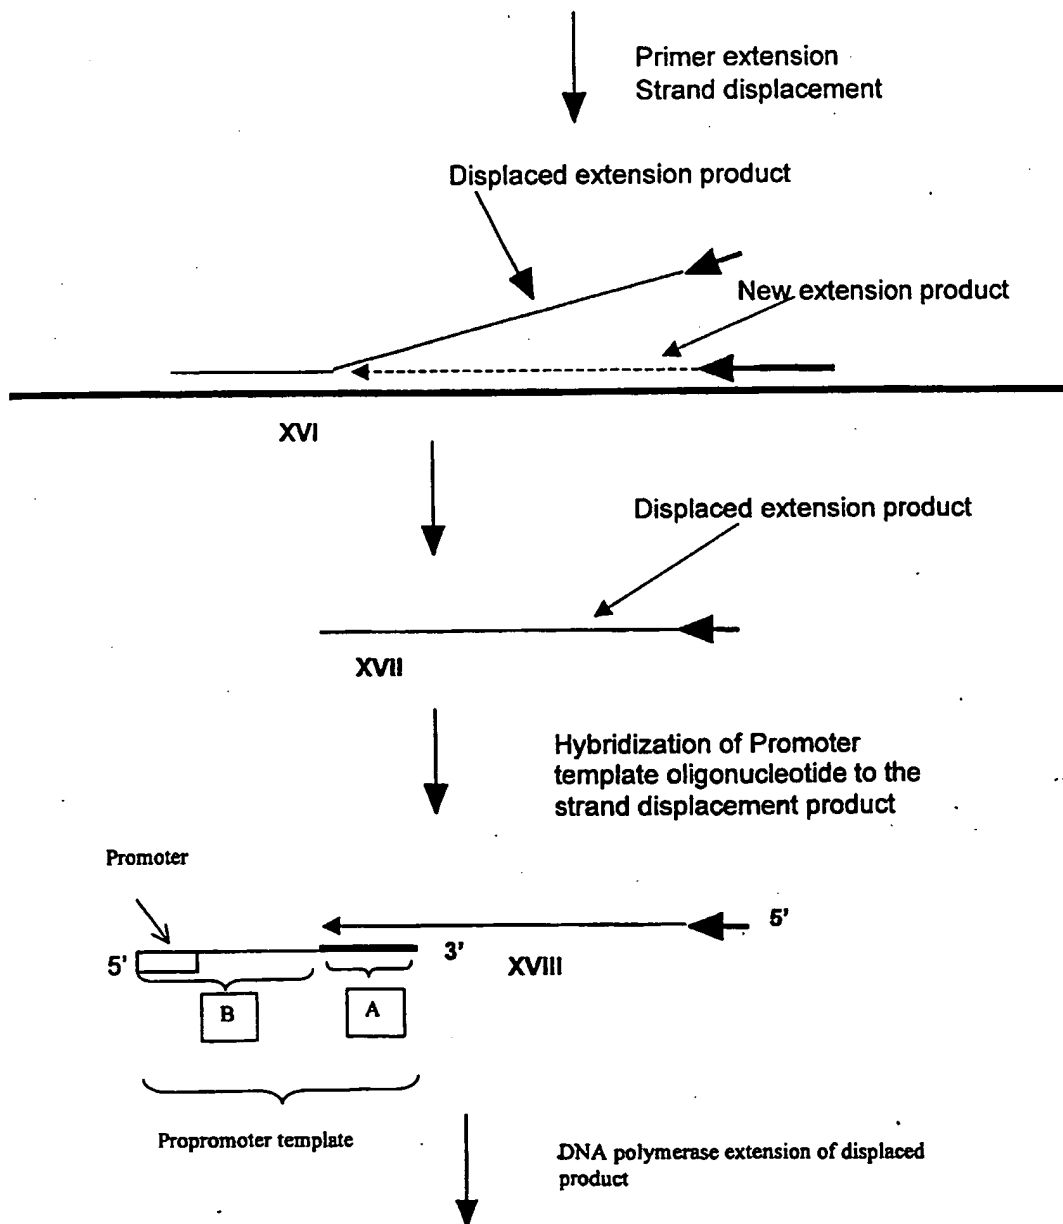 Primer extension
Strand displacement
Displaced extension product
New extension product
XVI
Displaced extension product
XVII
Hybridization of Promoter
template oligonucleotide to the
strand displacement product
Promoter
5'
5'
3'
XVIII
B
A
Propromoter template
DNA polymerase extension of displaced
product